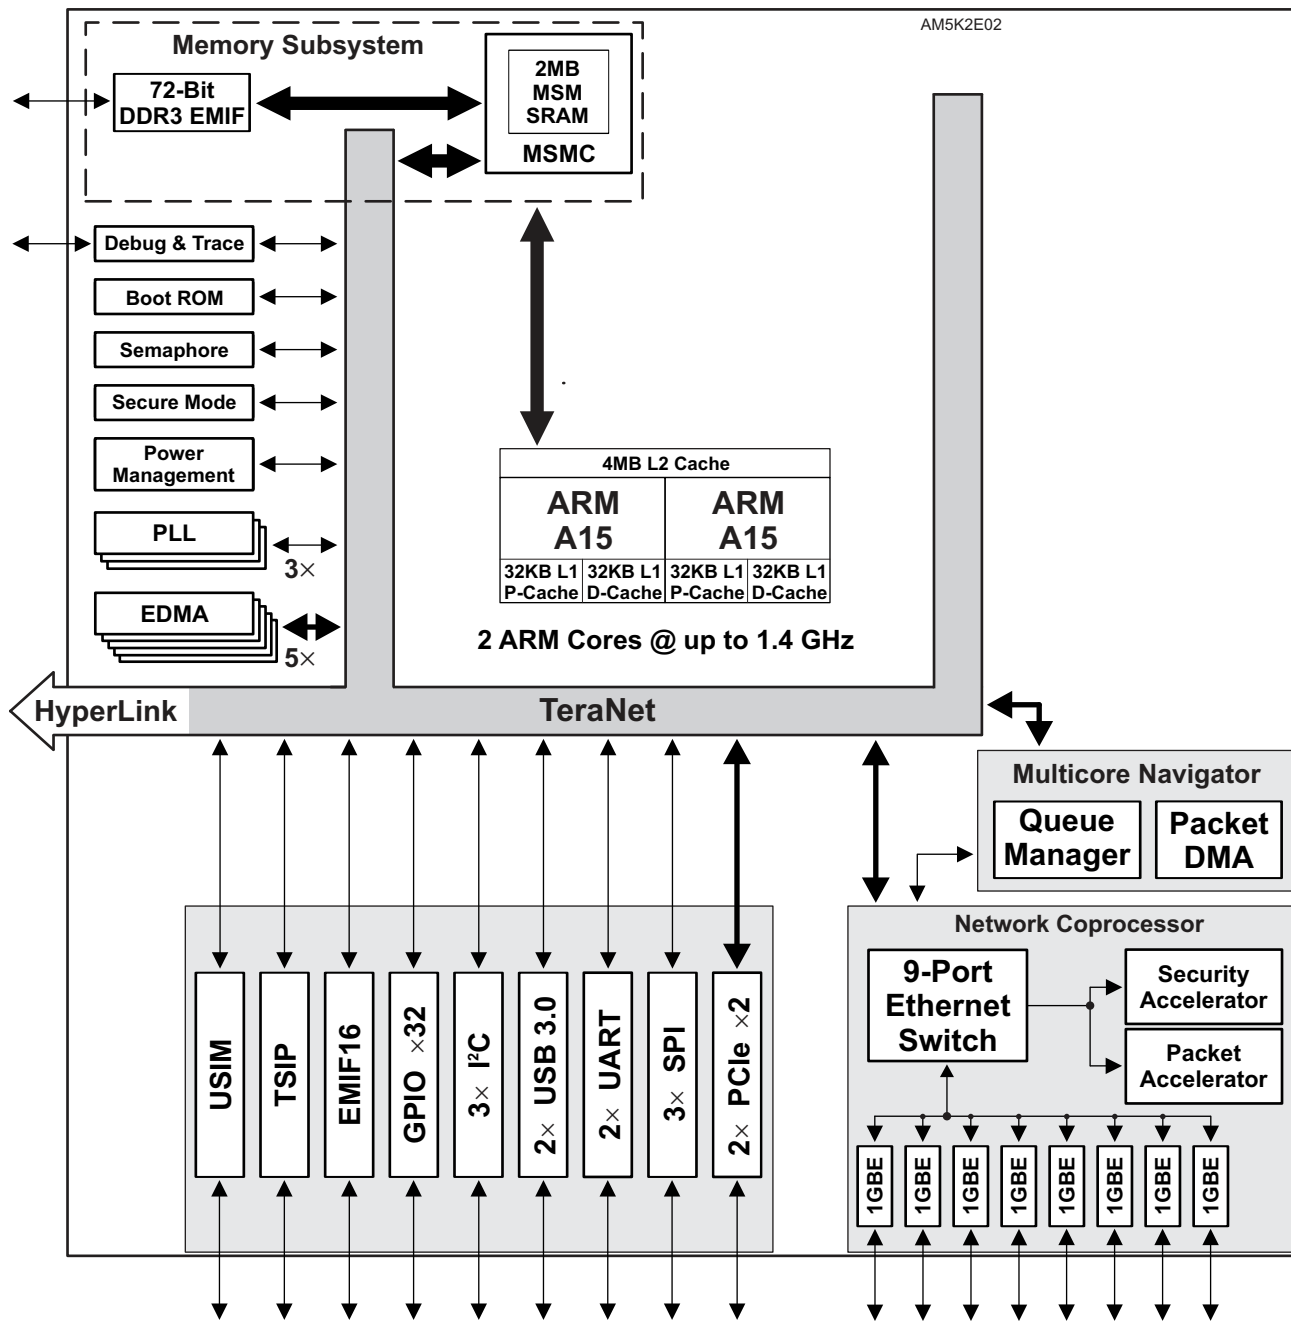 AM5K2E02
Memory Subsystem
72-Bit
DDR3 EMIF
2MB
MSM
SRAM
MSMC
Debug & Trace
Boot ROM
Semaphore
Secure Mode
Power
Management
PLL
3×
EDMA
5×
4MB L2 Cache
ARM
A15
ARM
A15
32KB L1
P-Cache
32KB L1
D-Cache
32KB L1
P-Cache
32KB L1
D-Cache
2 ARM Cores @ up to 1.4 GHz
HyperLink
TeraNet
Multicore Navigator
Queue
Manager
Packet
DMA
Network Coprocessor
9-Port
Ethernet
Switch
Security
Accelerator
Packet
Accelerator
USIM
TSIP
EMIF16
GPIO ×32
3× I²C
2× USB 3.0
2× UART
3× SPI
2× PCIe ×2
1GBE
1GBE
1GBE
1GBE
1GBE
1GBE
1GBE
1GBE